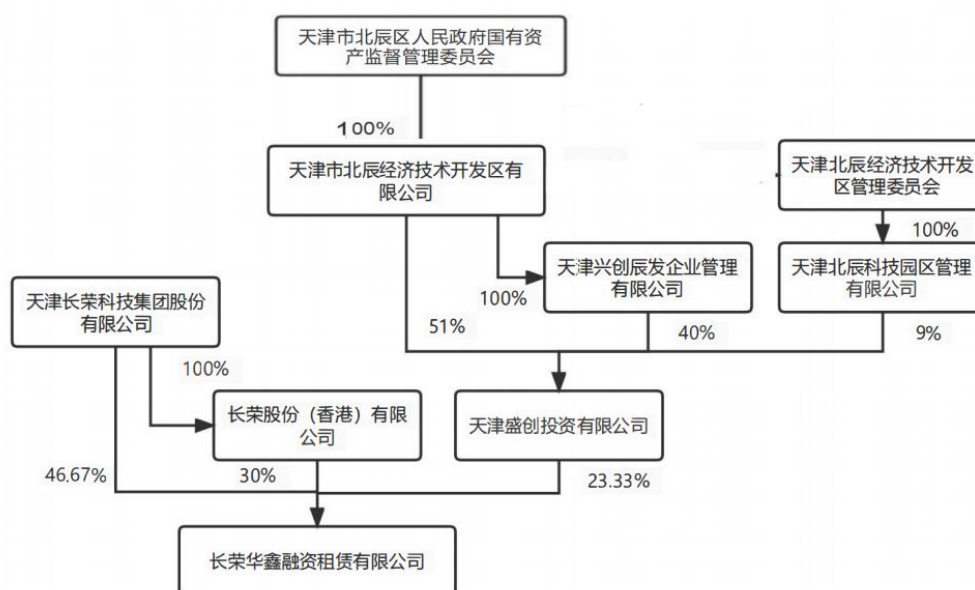 天津市北辰区人民政府国有资
产监督管理委员会
100%
天津市北辰经济技术开发区有
限公司
天津北辰经济技术开发
区管理委员会
100%
天津兴创辰发企业管理
有限公司
天津北辰科技园区管理
有限公司
100%
天津长荣科技集团股份
有限公司
51%
40%
9%
100%
长荣股份（香港）有限
公司
天津盛创投资有限公司
46.67%
30%
23.33%
长荣华鑫融资租赁有限公司